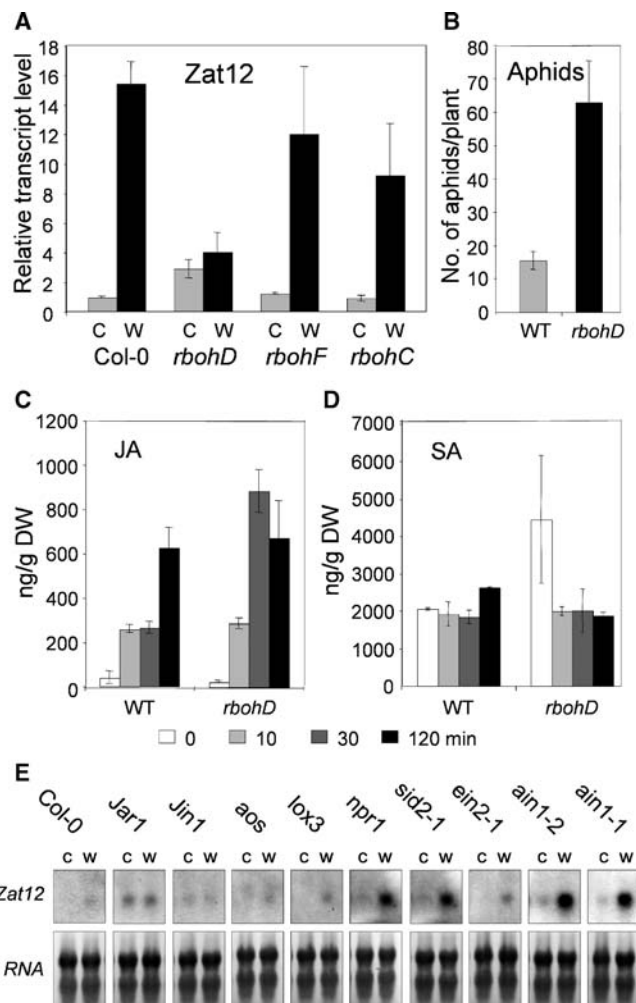 A
Relative transcript level
18
16
14
12
10
8
6
4
2
0
Zat12
C W C W C W C W
Col-0 rbohD rbohF rbohC
B
No. of aphids/plant
80
70
60
50
40
30
20
10
0
Aphids
WT rbohD
C
ng/g DW
1200
1000
800
600
400
200
0
JA
WT rbohD
D
ng/g DW
7000
6000
5000
4000
3000
2000
1000
0
SA
WT rbohD
0 10 30 120 min
E
Col-0 Jar1 Jin1 aos lox3 npr1 sid2-1 ein2-1 ain1-2 ain1-1
C W C W C W C W C W C W C W C W C W C W
Zat12
RNA